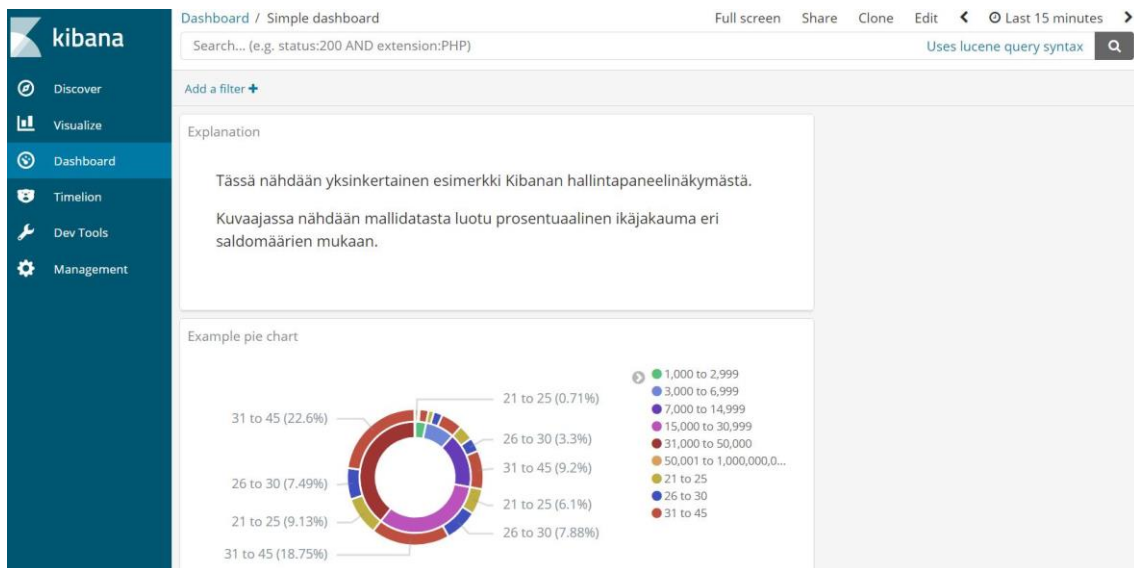 kibana
Discover
Visualize
Dashboard
Timelion
Dev Tools
Management
Dashboard / Simple dashboard
Full screen Share Clone Edit Last 15 minutes
Search... (e.g. status:200 AND extension:PHP)
Uses lucene query syntax
Add a filter +
Explanation
Tässä nähdään yksinkertainen esimerkki Kibanan hallintapaneelinäkymästä.
Kuvaajassa nähdään mallidatasta luotu prosentuaalinen ikäjakauma eri
saldomäärien mukaan.
Example pie chart
31 to 45 (22.6%)
26 to 30 (7.49%)
21 to 25 (9.13%)
31 to 45 (18.75%)
21 to 25 (0.71%)
26 to 30 (3.3%)
31 to 45 (9.2%)
21 to 25 (6.1%)
26 to 30 (7.88%)
1,000 to 2,999
3,000 to 6,999
7,000 to 14,999
15,000 to 30,999
31,000 to 50,000
50,001 to 1,000,000,0...
21 to 25
26 to 30
31 to 45